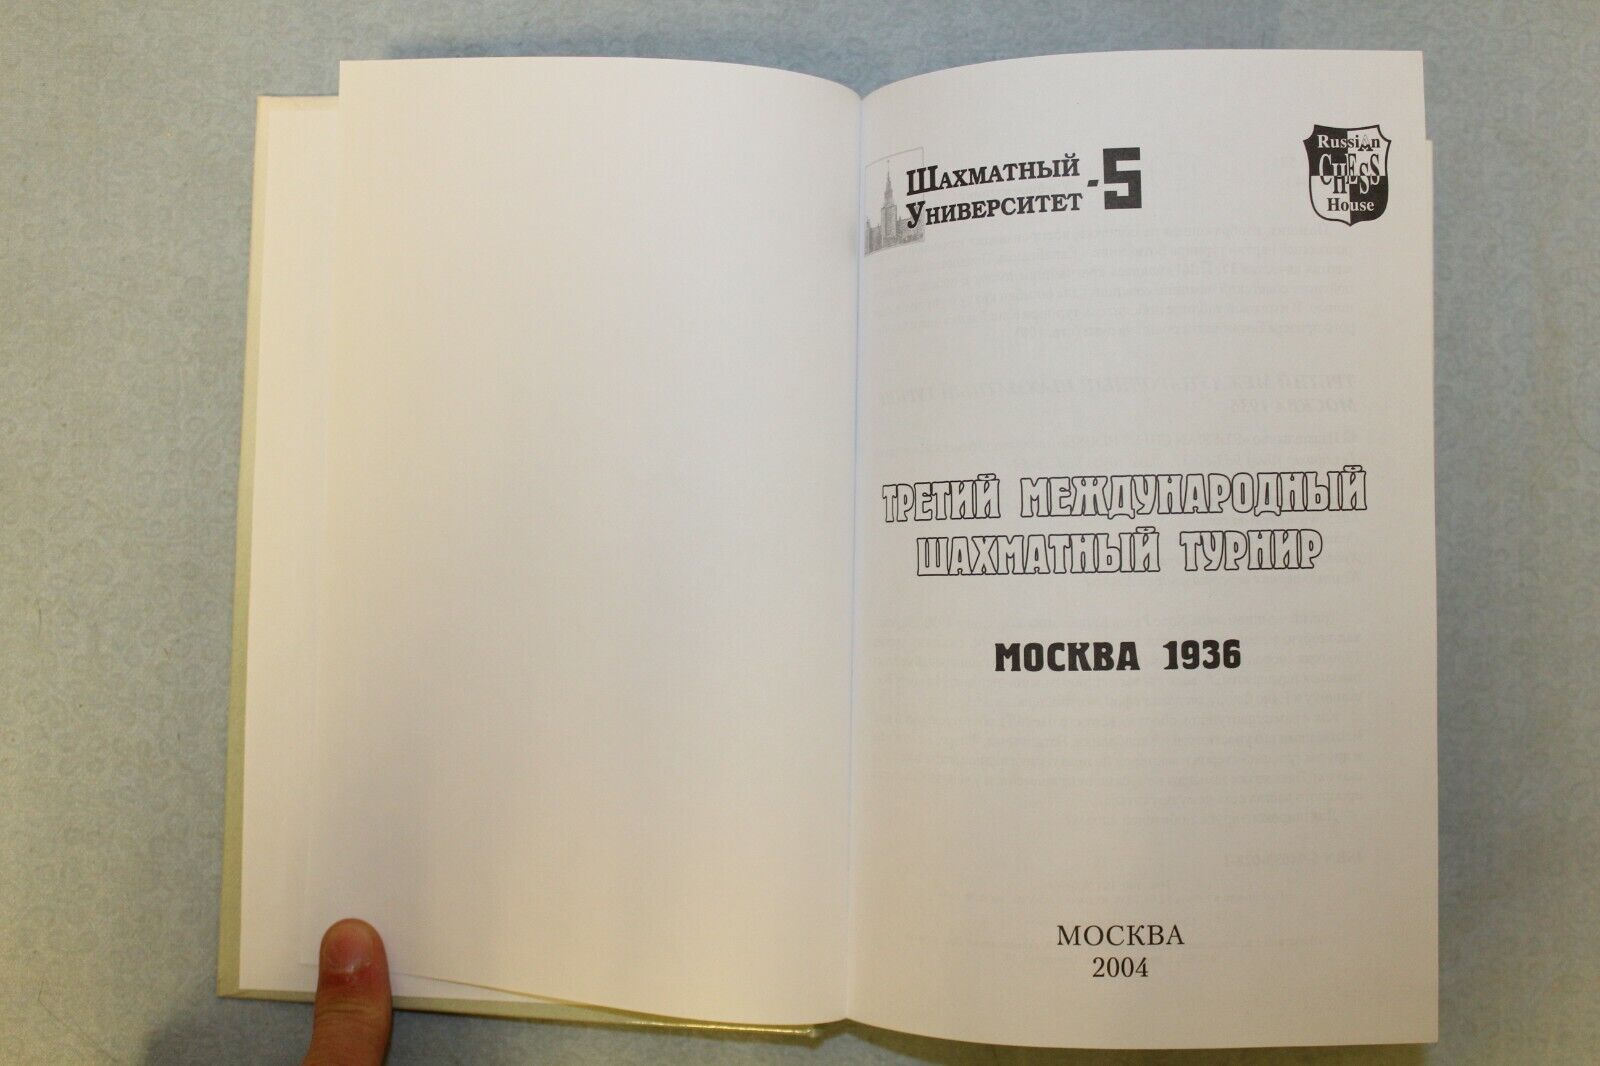 Шахматный
Университет
-5
Russian
CHESS
House
ТРЕТИЙ МЕЖДУНАРОДНЫЙ
ШАХМАТНЫЙ ТУРНИР
МОСКВА 1936
МОСКВА
2004